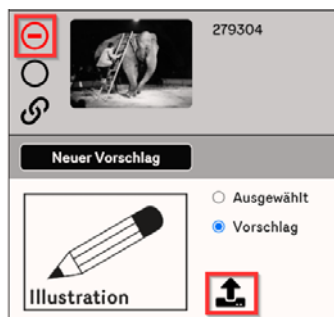 279304
Neuer Vorschlag
Ausgewählt
Vorschlag
Illustration